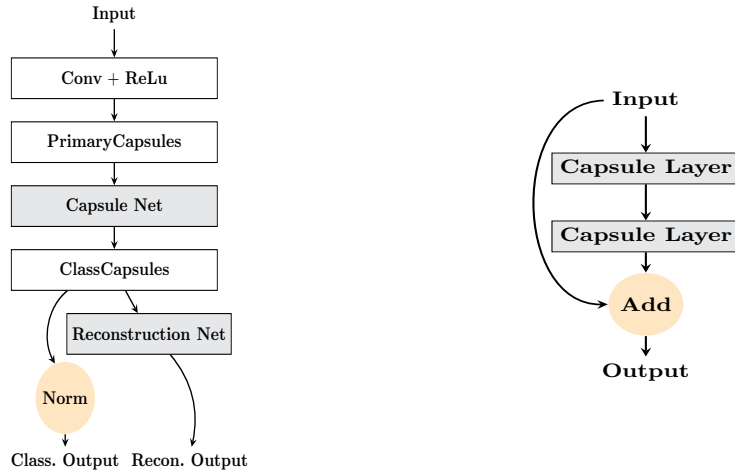 Input
Conv + ReLu
PrimaryCapsules
Capsule Net
ClassCapsules
Reconstruction Net
Norm
Class. Output Recon. Output
Input
Capsule Layer
Capsule Layer
Add
Output